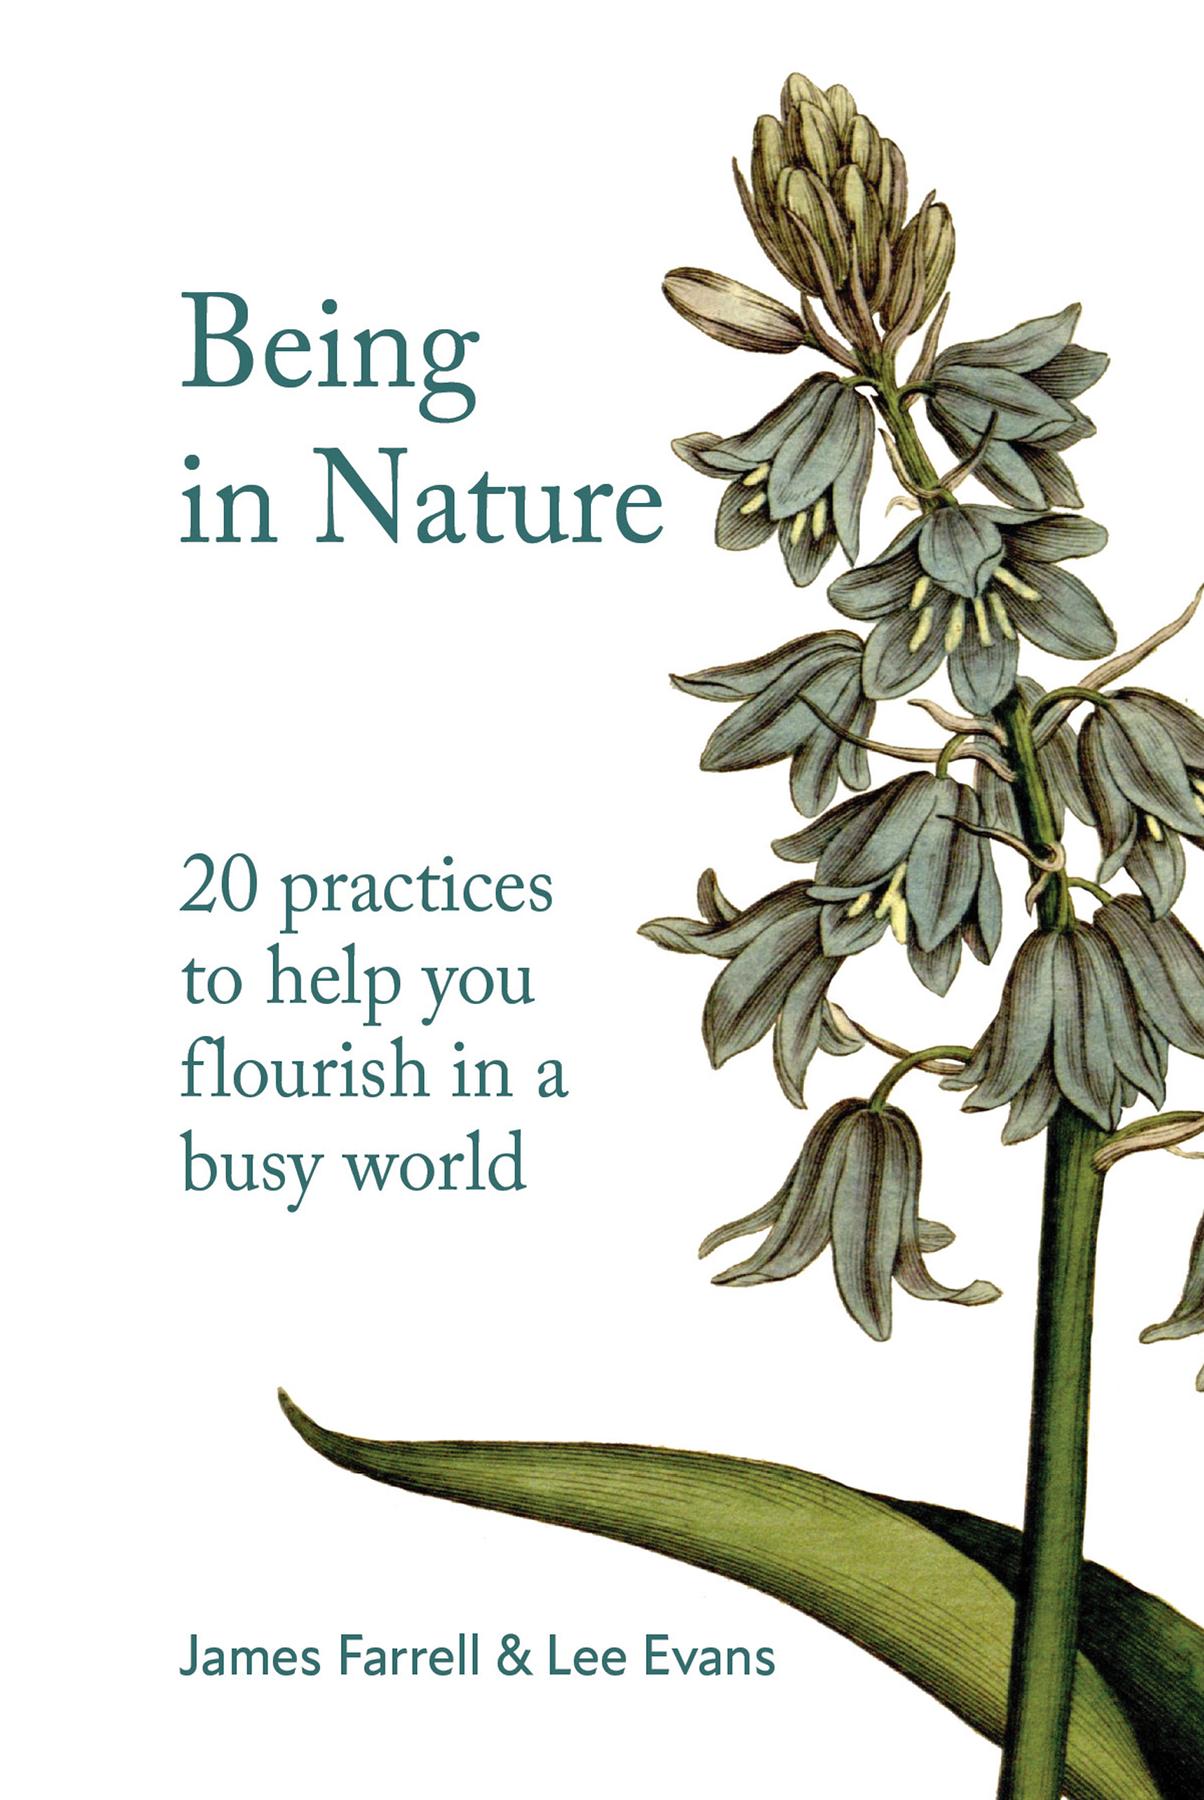 Being
in Nature
20 practices
to help you
flourish in a
busy world
James Farrell & Lee Evans